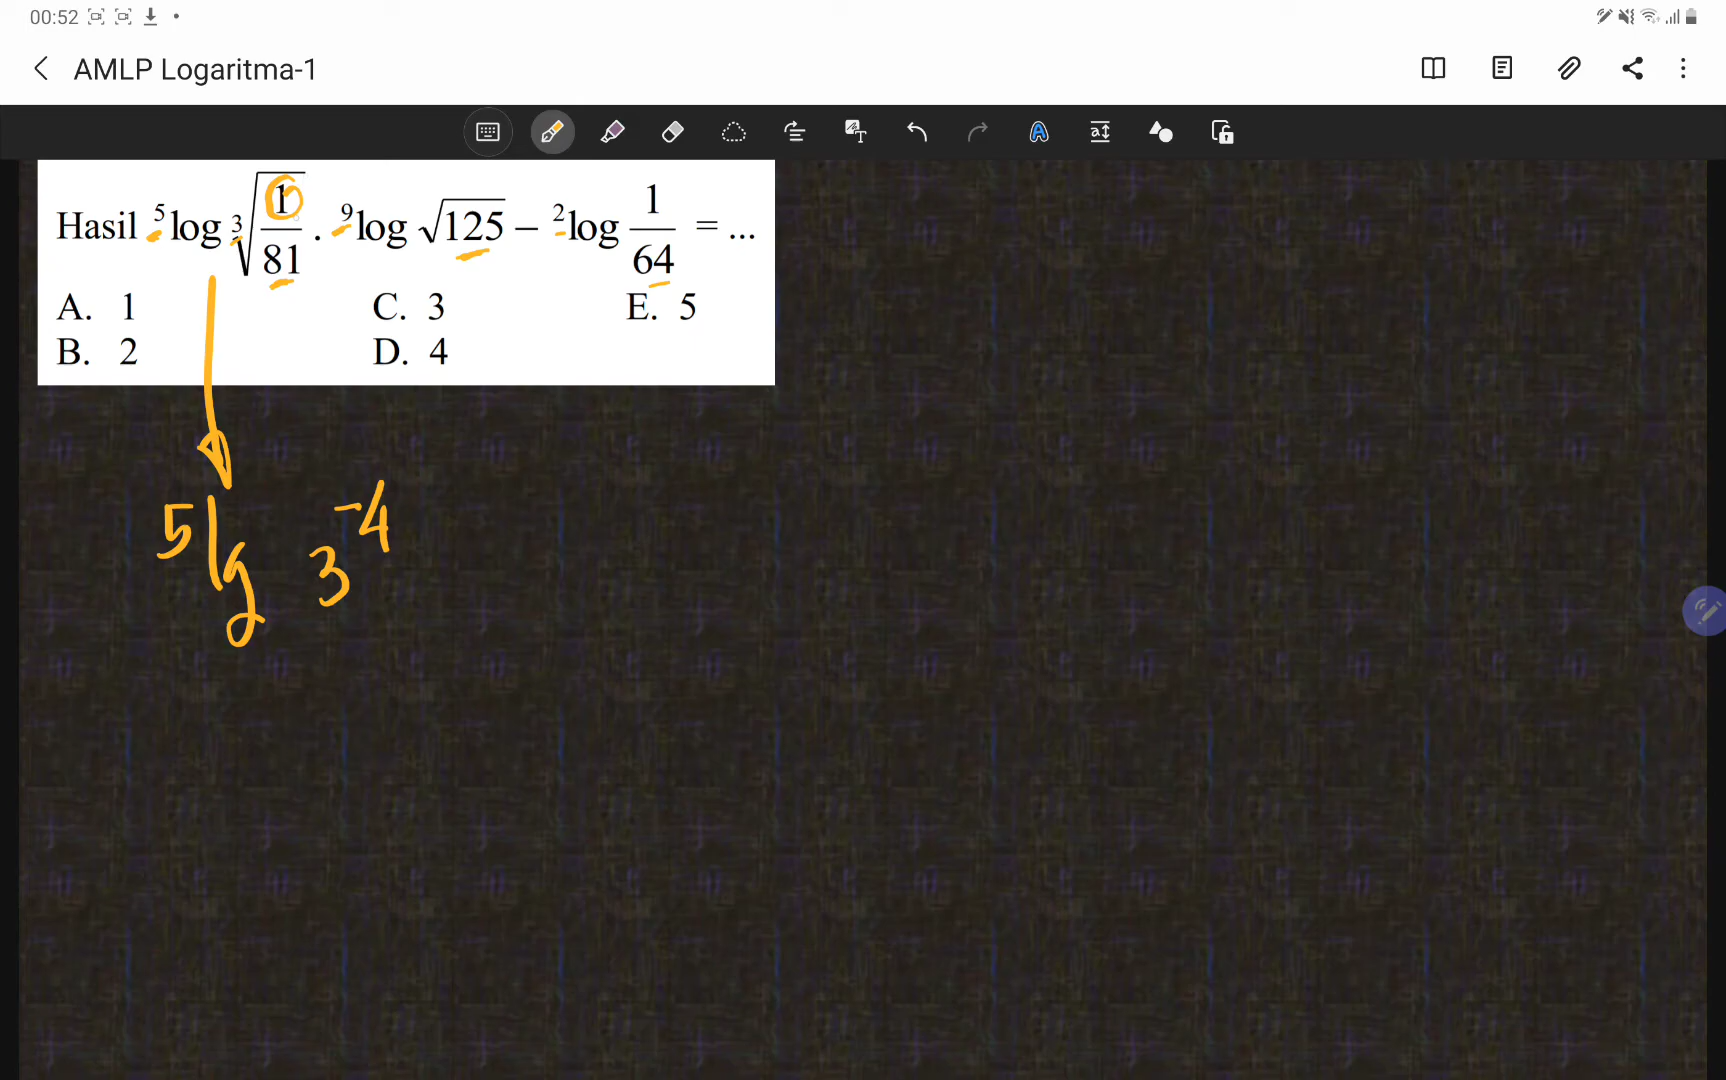 00:52
AMLP Logaritma-1
Hasil ⁵log ∛(1/81) . ⁹log √125 – ²log 1/64 = ...
A. 1 C. 3 E. 5
B. 2 D. 4
5lg 3⁻⁴